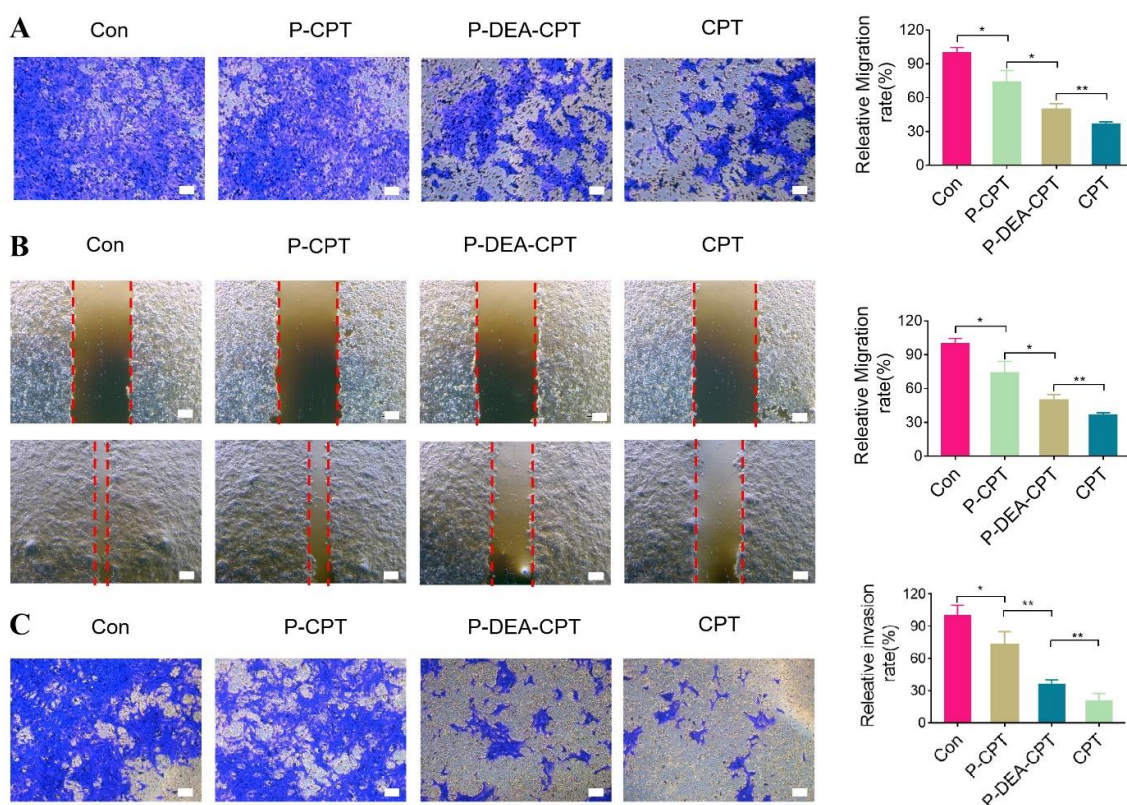 A
Con
P-CPT
P-DEA-CPT
CPT
Releative Migration
rate(%)
120
90
60
30
0
*
*
**
Con
P-CPT
P-DEA-CPT
CPT
B
Con
P-CPT
P-DEA-CPT
CPT
Releative Migration
rate(%)
120
90
60
30
0
*
*
**
Con
P-CPT
P-DEA-CPT
CPT
C
Con
P-CPT
P-DEA-CPT
CPT
Releative invasion
rate(%)
120
90
60
30
0
*
**
**
Con
P-CPT
P-DEA-CPT
CPT